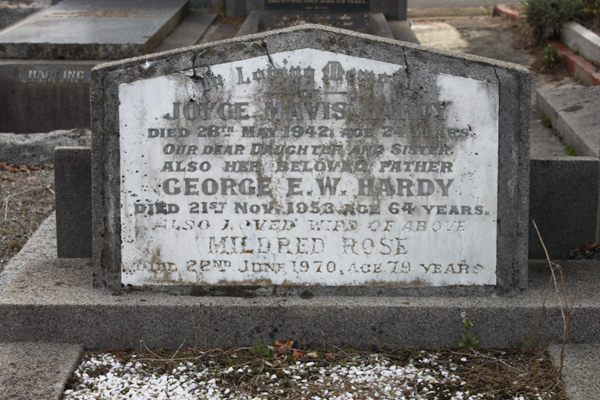 In Loving Memory
OF
JOYCE MAVIS HARDY
DIED 28TH MAY 1942, AGE 24 YEARS.
OUR DEAR DAUGHTER AND SISTER.
ALSO HER BELOVED FATHER
GEORGE E.W. HARDY
DIED 21ST NOV. 1953, AGE 64 YEARS.
ALSO LOVED WIFE OF ABOVE
MILDRED ROSE
DIED 22ND JUNE 1970, AGE 79 YEARS